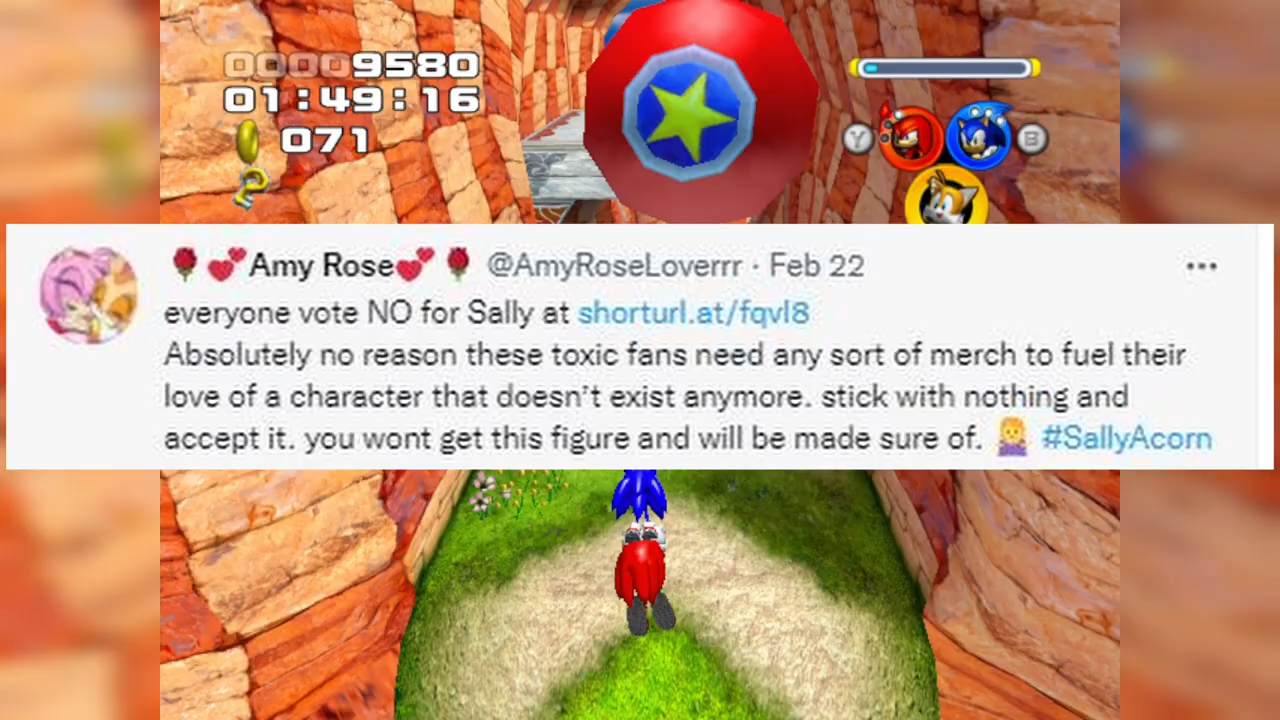 00009580
01:49:16
071
Y
B
🌹💕Amy Rose💕🌹 @AmyRoseLoverrr · Feb 22
everyone vote NO for Sally at shorturl.at/fqvl8
Absolutely no reason these toxic fans need any sort of merch to fuel their
love of a character that doesn’t exist anymore. stick with nothing and
accept it. you wont get this figure and will be made sure of. 🙍‍♀️ #SallyAcorn